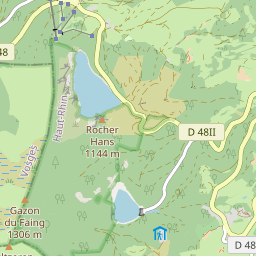 48
Haut-Rhin
Vosges
D 48II
Rocher
Hans
1144 m
Gazon
du Faing
1306 m
D 48